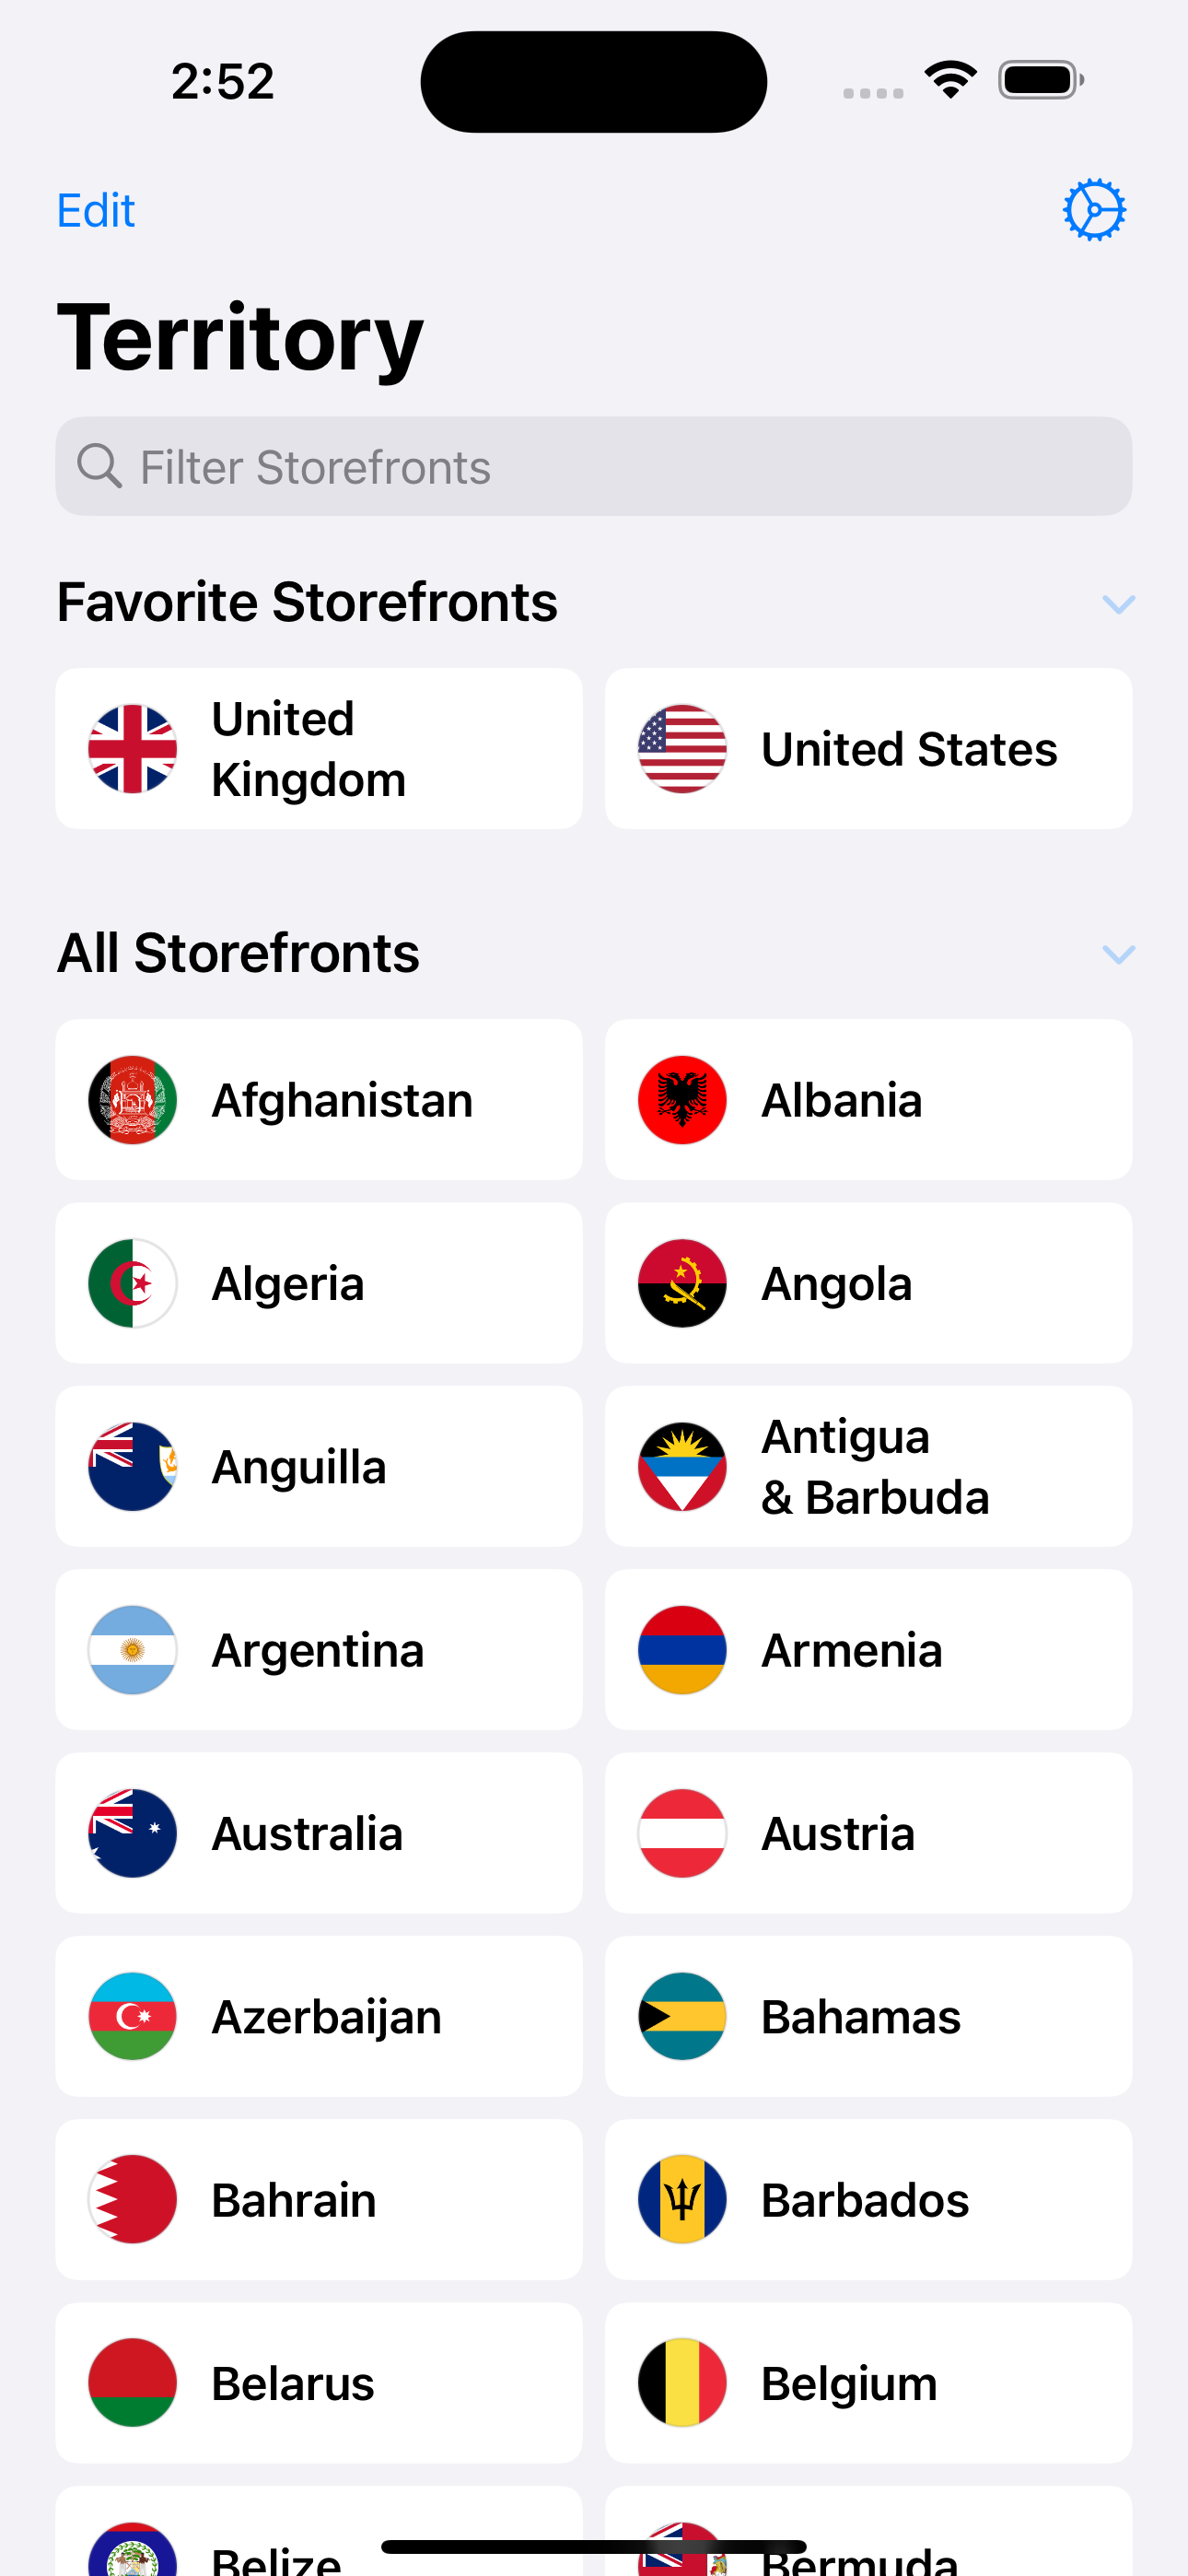 2:52
Edit
Territory
Filter Storefronts
Favorite Storefronts
United
Kingdom
United States
All Storefronts
Afghanistan
Albania
Algeria
Angola
Anguilla
Antigua
& Barbuda
Argentina
Armenia
Australia
Austria
Azerbaijan
Bahamas
Bahrain
Barbados
Belarus
Belgium
Belize
Bermuda